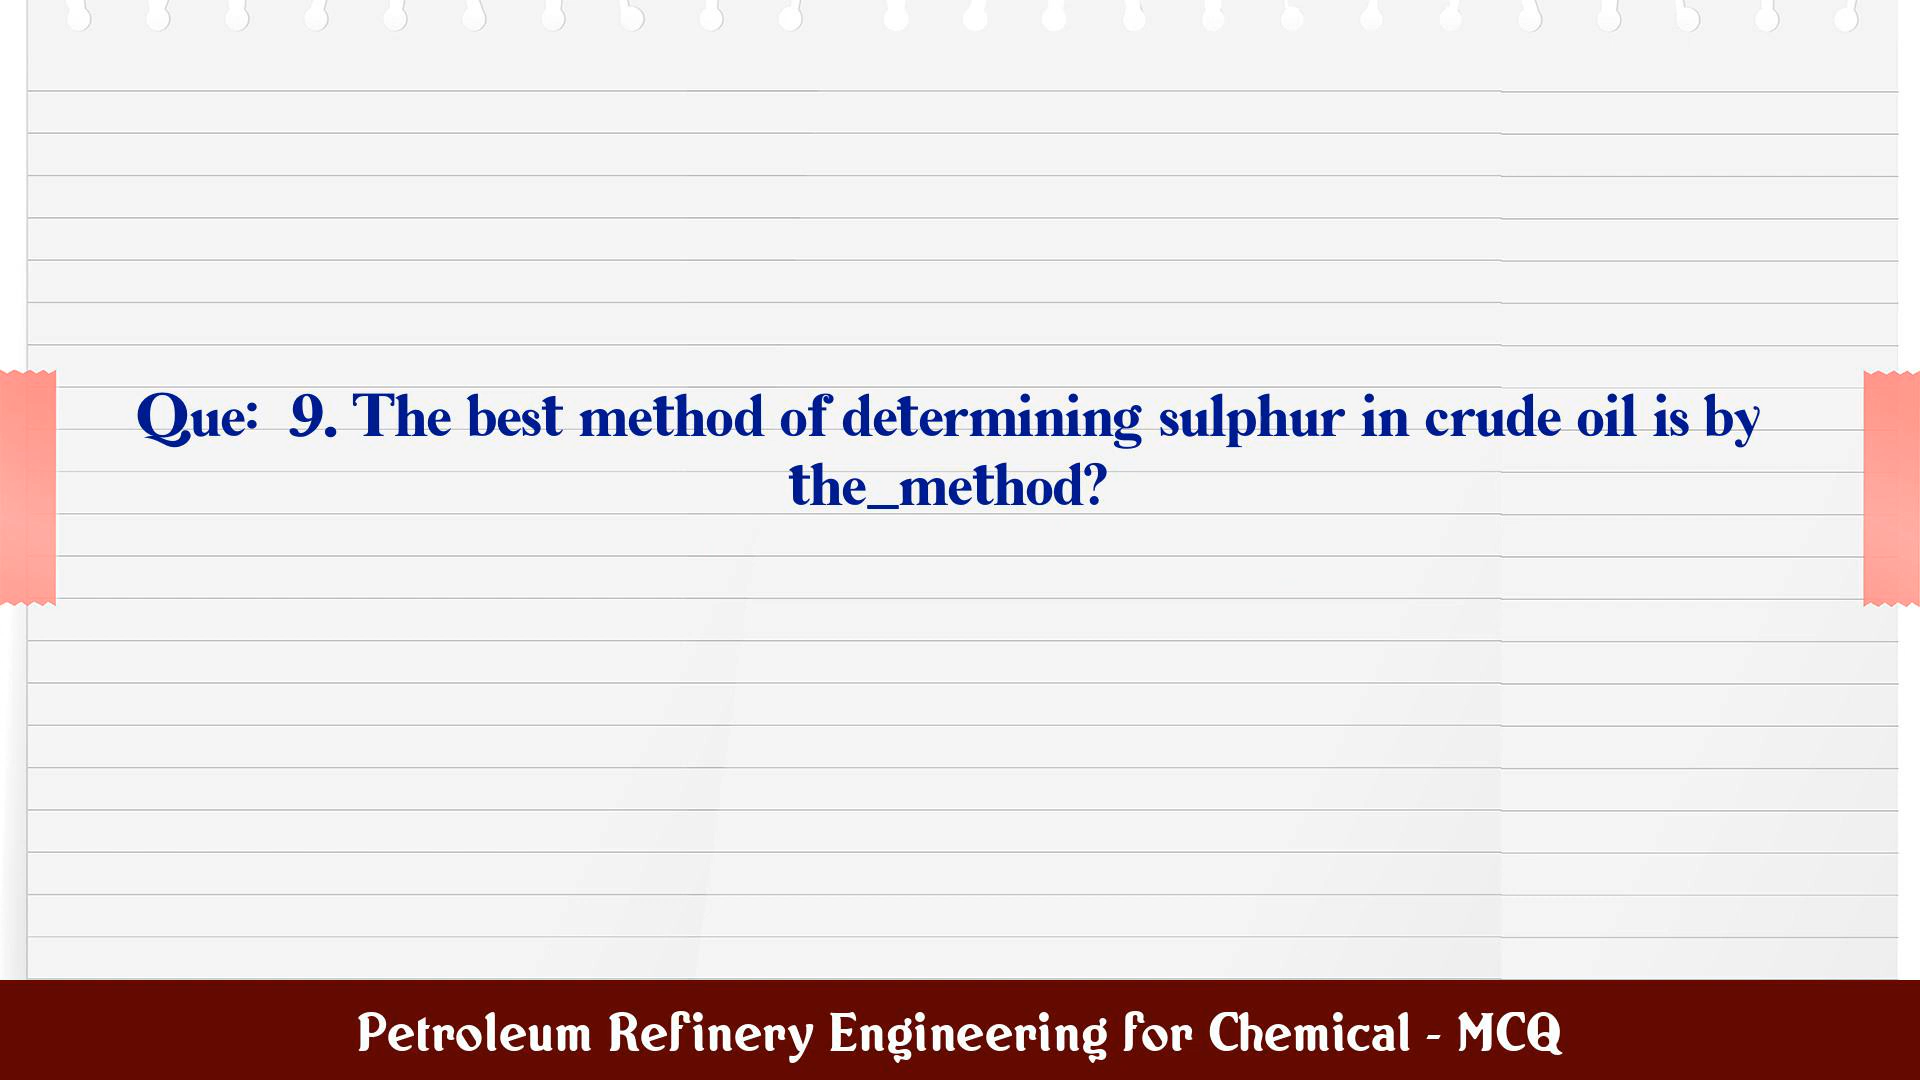 Que:  9. The best method of determining sulphur in crude oil is by
the_method?
Petroleum Refinery Engineering for Chemical - MCQ